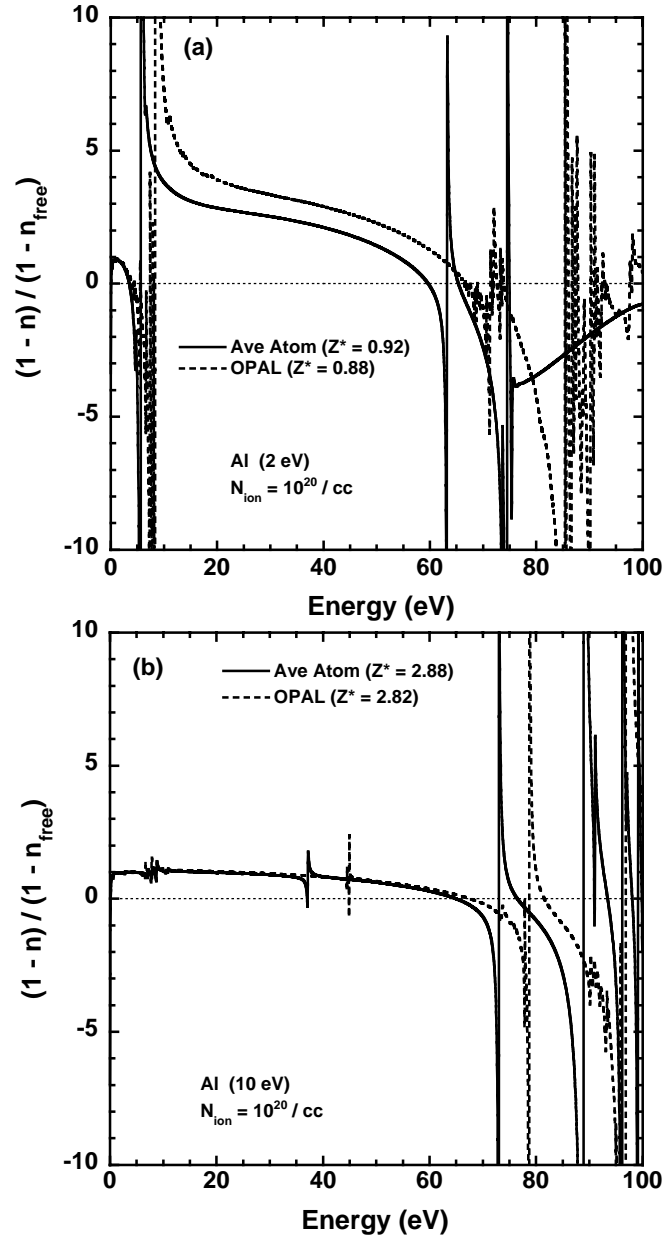 (a)
10
5
0
-5
-10
(1 - n) / (1 - n_free)
Ave Atom (Z* = 0.92)
OPAL (Z* = 0.88)
Al (2 eV)
N_ion = 10^20 / cc
0 20 40 60 80 100
Energy (eV)
(b)
10
5
0
-5
-10
(1 - n) / (1 - n_free)
Ave Atom (Z* = 2.88)
OPAL (Z* = 2.82)
Al (10 eV)
N_ion = 10^20 / cc
0 20 40 60 80 100
Energy (eV)